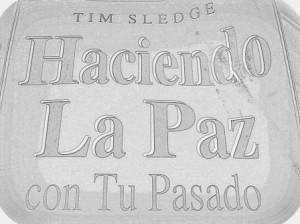 TIM SLEDGE
Haciendo
La Paz
con Tu Pasado